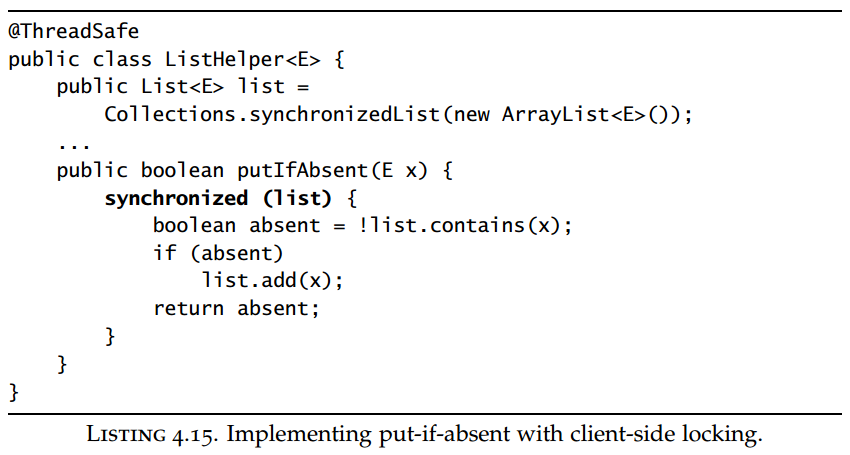 @ThreadSafe
public class ListHelper<E> {
    public List<E> list =
        Collections.synchronizedList(new ArrayList<E>());
    ...
    public boolean putIfAbsent(E x) {
        synchronized (list) {
            boolean absent = !list.contains(x);
            if (absent)
                list.add(x);
            return absent;
        }
    }
}
Listing 4.15. Implementing put-if-absent with client-side locking.